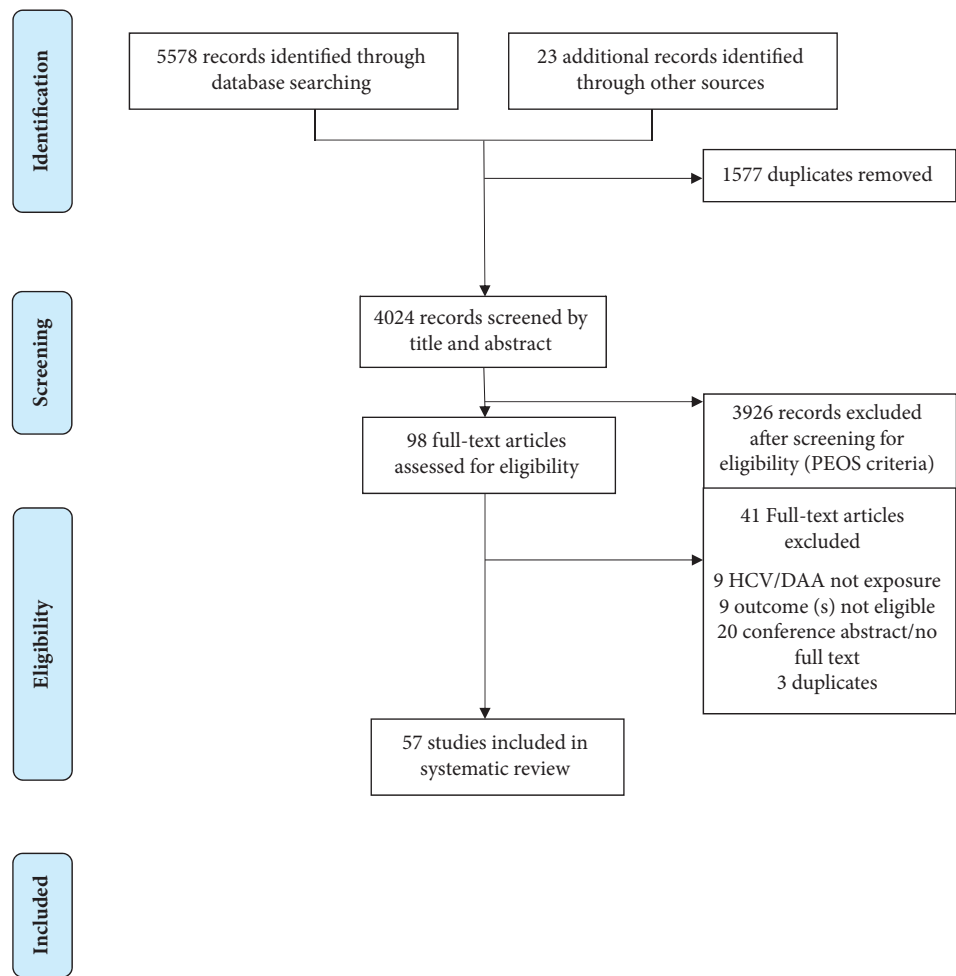 Identification
5578 records identified through
database searching
23 additional records identified
through other sources
1577 duplicates removed
Screening
4024 records screened by
title and abstract
3926 records excluded
after screening for
eligibility (PEOS criteria)
98 full-text articles
assessed for eligibility
Eligibility
41 Full-text articles
excluded
9 HCV/DAA not exposure
9 outcome (s) not eligible
20 conference abstract/no
full text
3 duplicates
57 studies included in
systematic review
Included